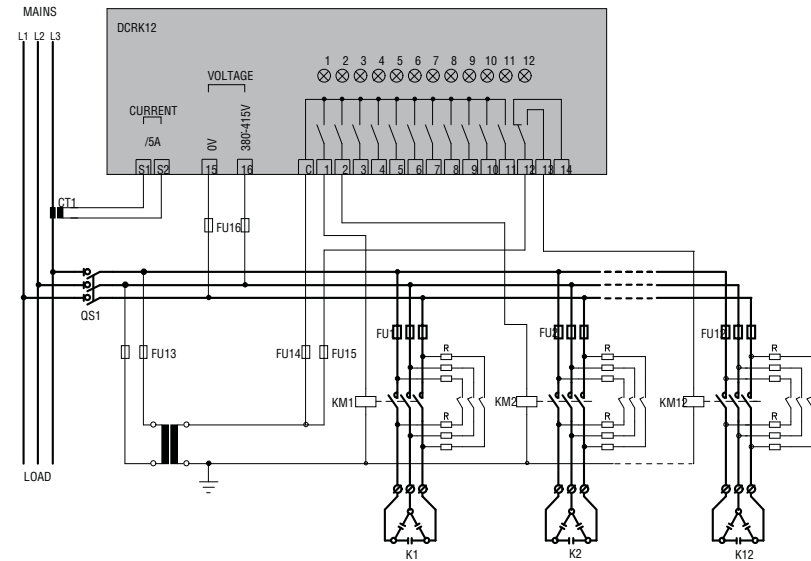 MAINS
L1 L2 L3
DCRK12
1 2 3 4 5 6 7 8 9 10 11 12
VOLTAGE
CURRENT
/5A
0V
380-415V
S1 S2 15 16 C 1 2 3 4 5 6 7 8 9 10 11 12 13 14
CT1
FU16
QS1
FU1 FU2 FU12
FU13 FU14 FU15
R R R
KM1 KM2 KM12
R R R
LOAD
K1 K2 K12